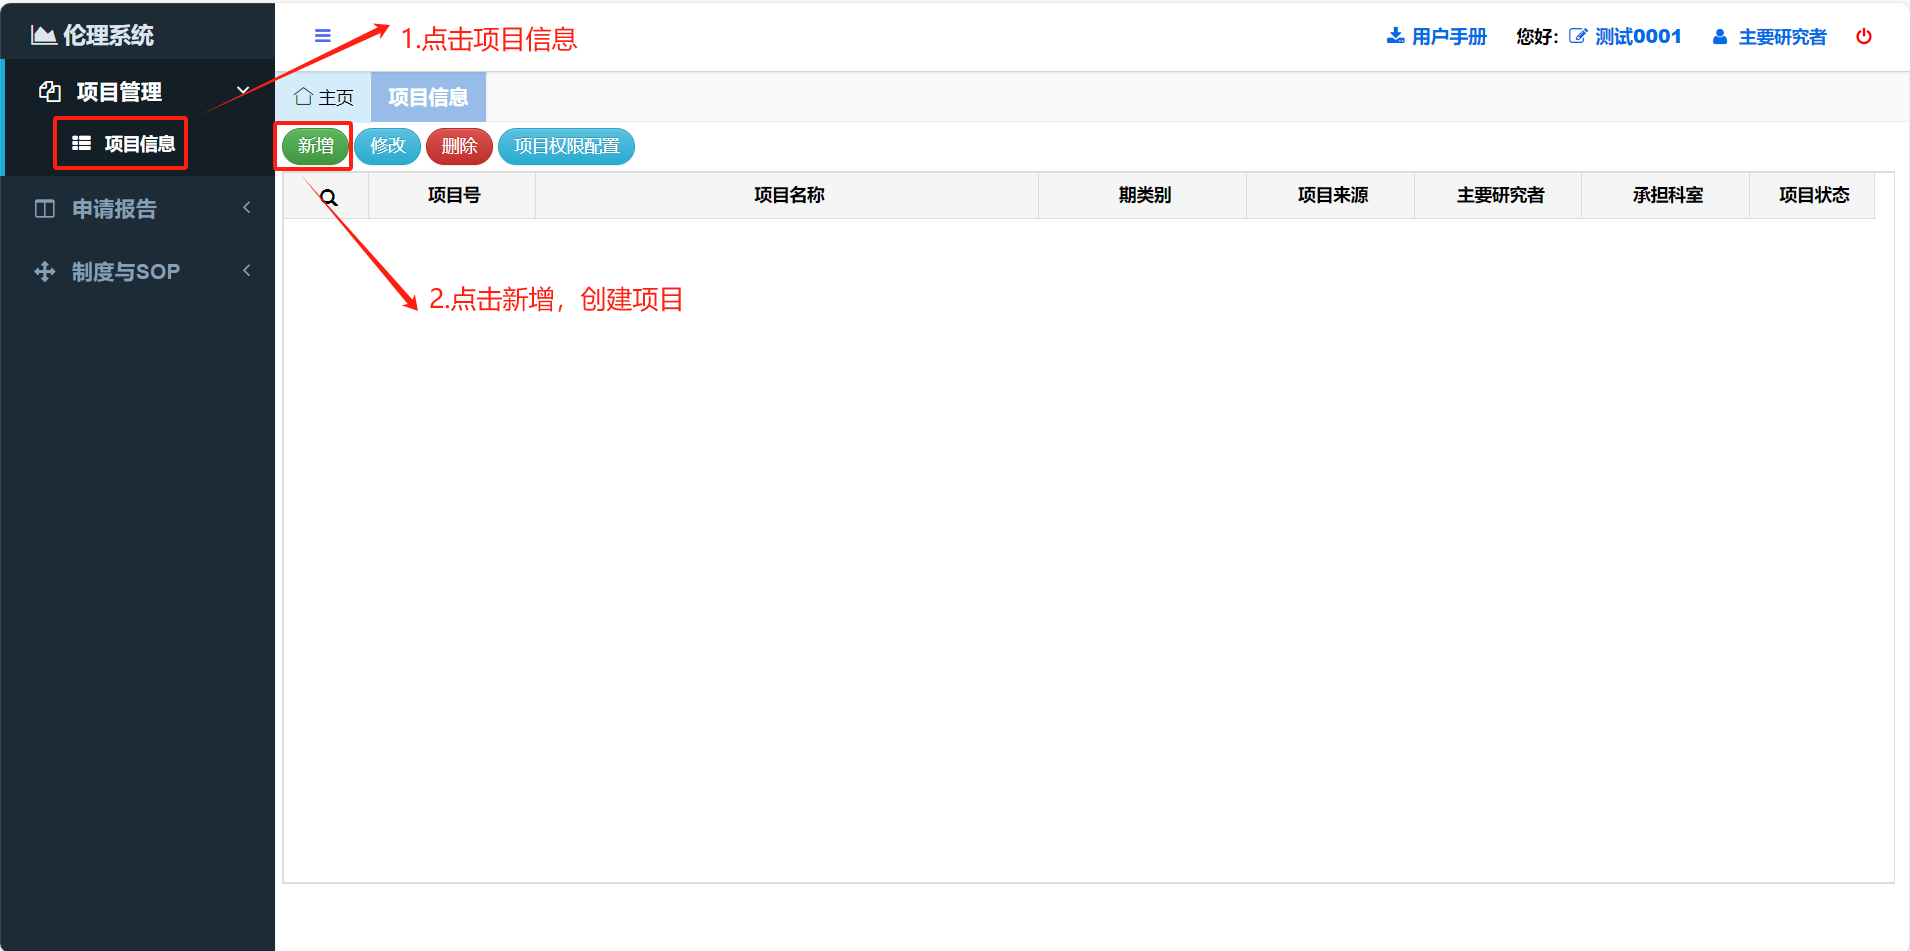 伦理系统
1.点击项目信息
用户手册
您好:
测试0001
主要研究者
项目管理
主页
项目信息
项目信息
新增
修改
删除
项目权限配置
项目号
项目名称
期类别
项目来源
主要研究者
承担科室
项目状态
申请报告
制度与SOP
2.点击新增，创建项目